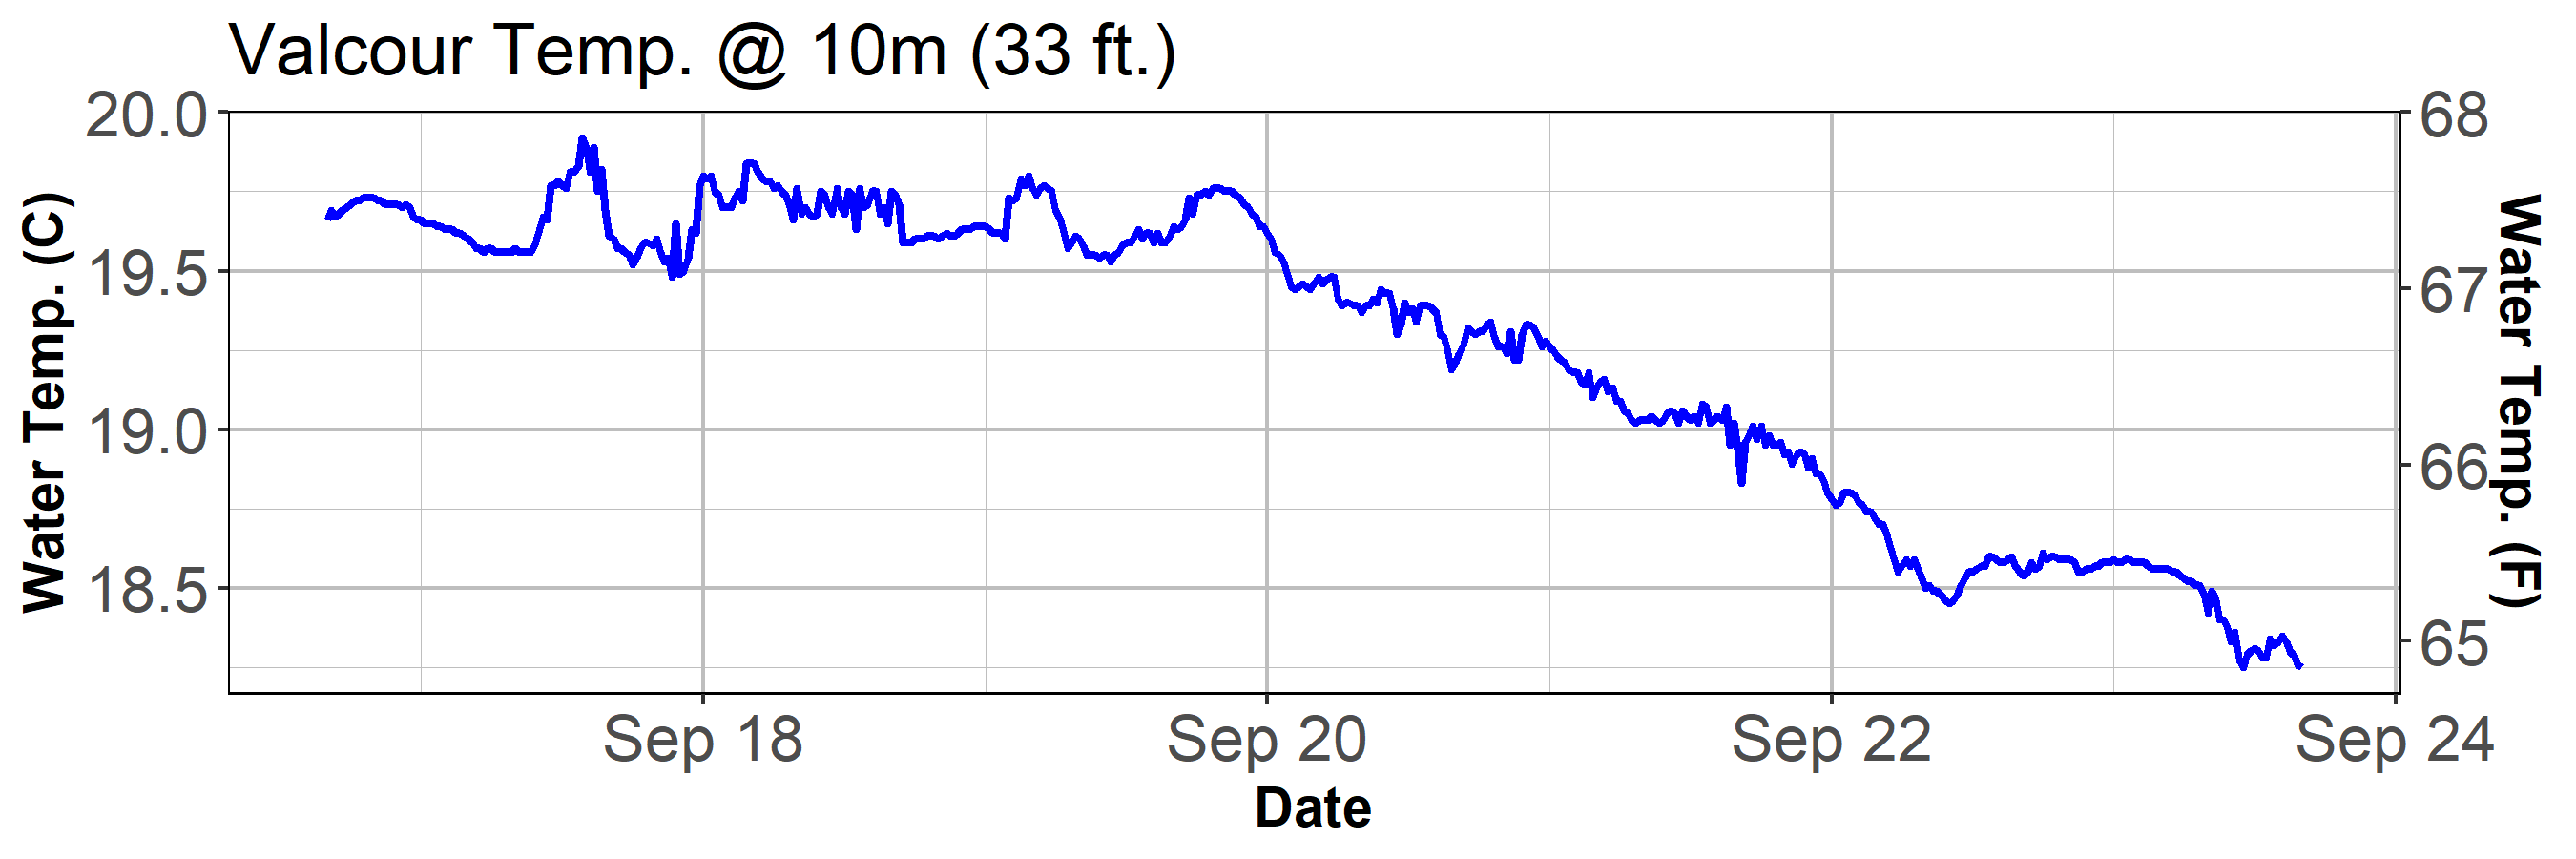 Valcour Temp. @ 10m (33 ft.)
Water Temp. (C)
20.0
19.5
19.0
18.5
68
67
66
65
Water Temp. (F)
Sep 18 Sep 20 Sep 22 Sep 24
Date